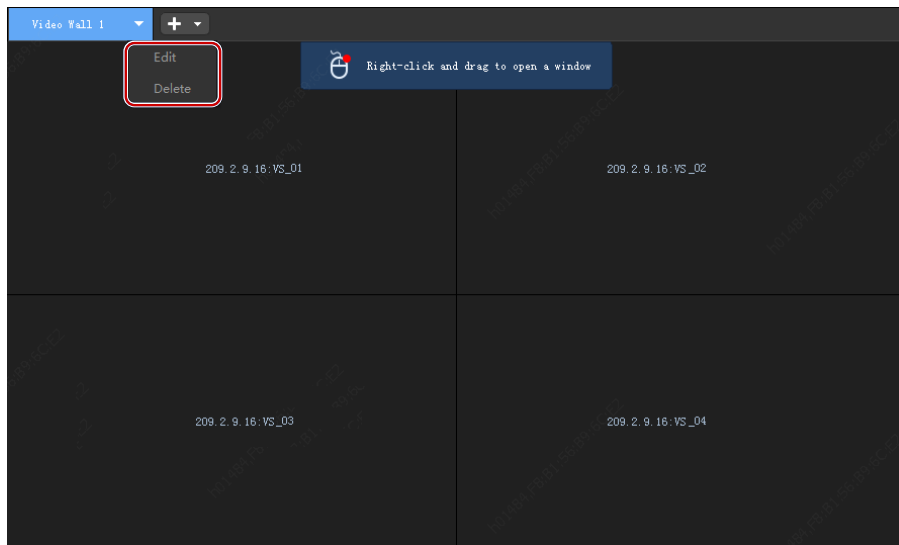 Video Wall 1
Edit
Delete
Right-click and drag to open a window
209.2.9.16:VS_01
209.2.9.16:VS_02
209.2.9.16:VS_03
209.2.9.16:VS_04